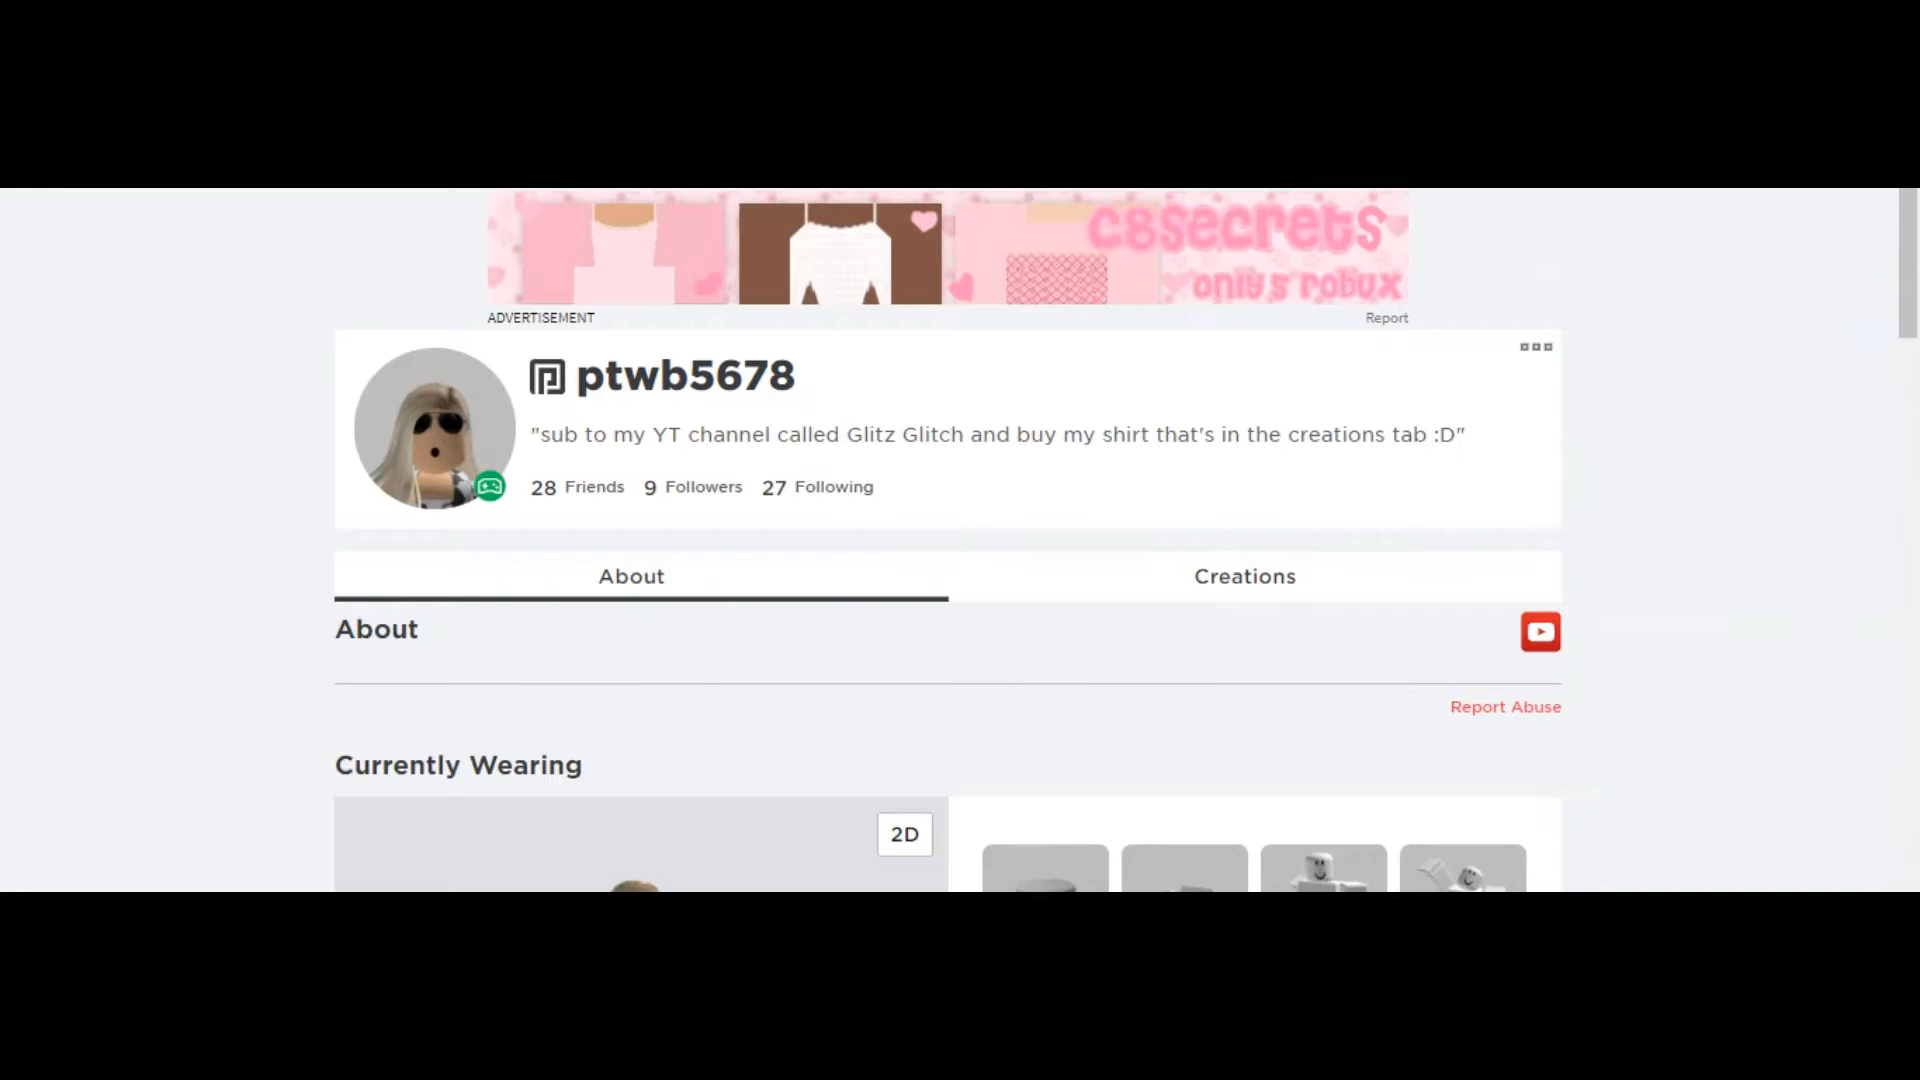 c8secrets
only 5 robux
ADVERTISEMENT Report
ptwb5678
"sub to my YT channel called Glitz Glitch and buy my shirt that's in the creations tab :D"
28 Friends 9 Followers 27 Following
About Creations
About
Report Abuse
Currently Wearing
2D